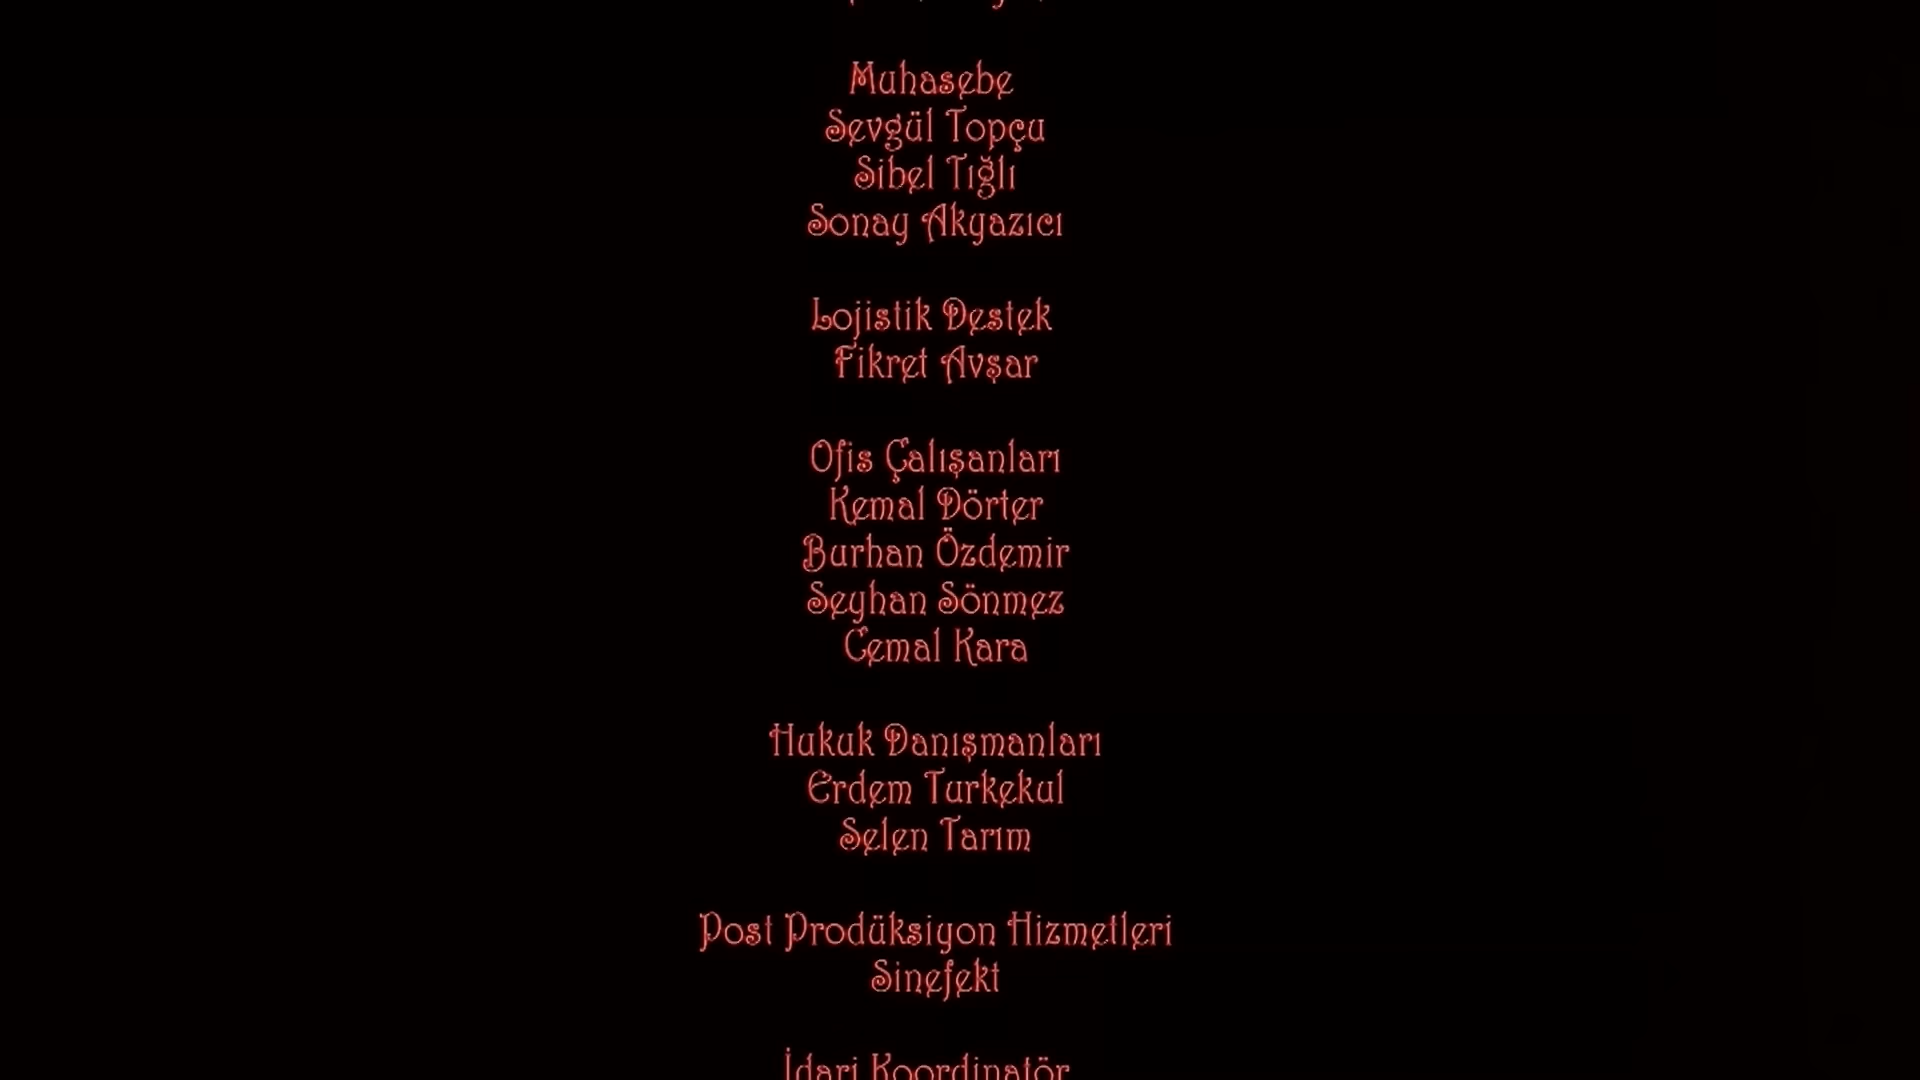 Muhasebe
Sevgül Topçu
Sibel Tığlı
Sonay Akyazıcı
Lojistik Destek
Fikret Avşar
Ofis Çalışanları
Kemal Dörter
Burhan Özdemir
Seyhan Sönmez
Cemal Kara
Hukuk Danışmanları
Erdem Turkekul
Selen Tarım
Post Prodüksiyon Hizmetleri
Sinefekt
İdari Koordinatör